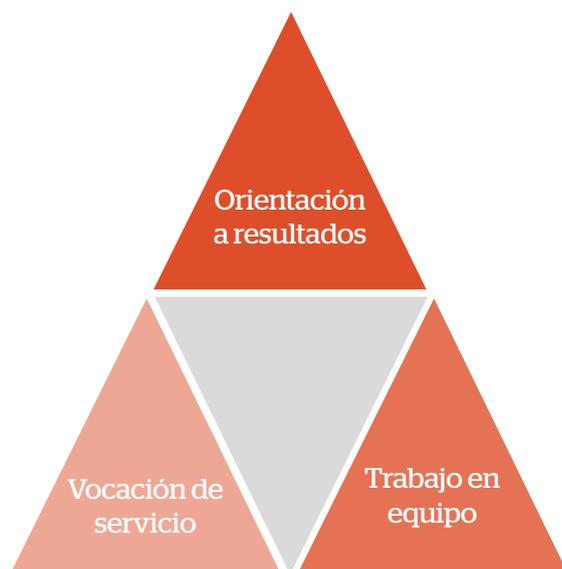 Orientación
a resultados
Vocación de
servicio
Trabajo en
equipo